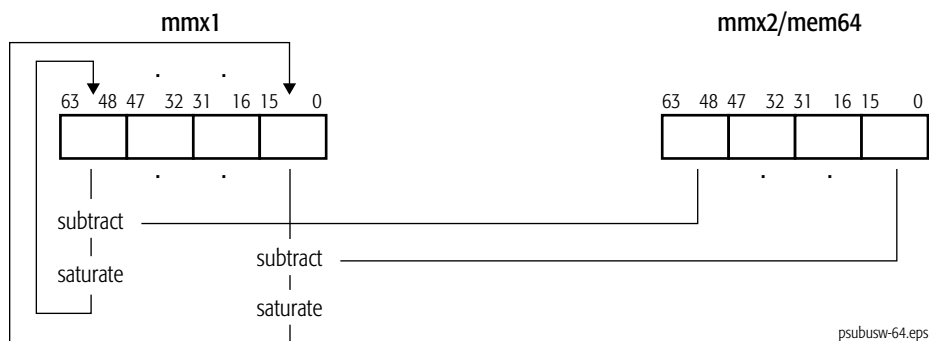 mmx1 mmx2/mem64
. .
63 48 47 32 31 16 15 0 63 48 47 32 31 16 15 0
. . . .
subtract
subtract
saturate
saturate
psubusw-64.eps